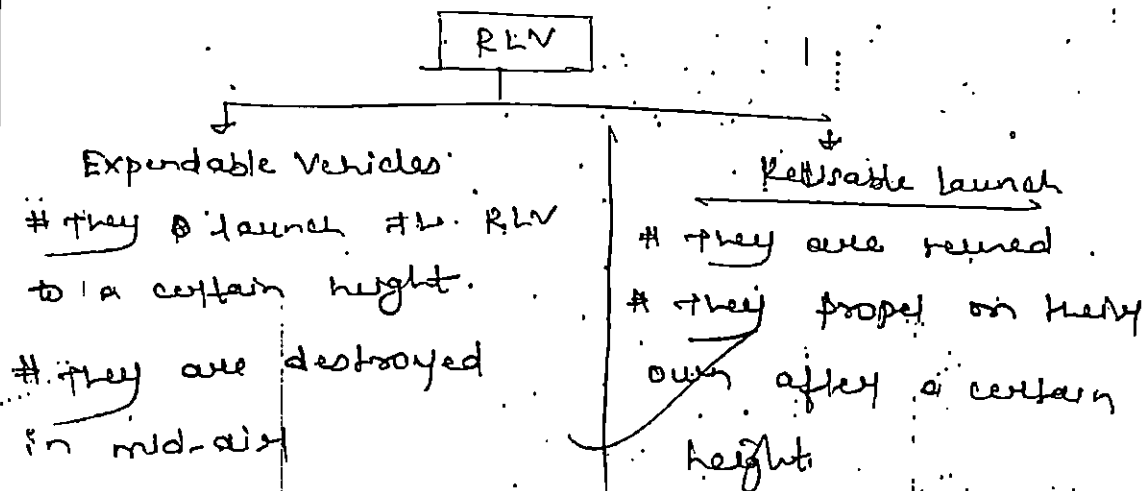 RLV
Expendable Vehicles
# They launch the RLV
to a certain height.
# They are destroyed
in mid-air
Reusable launch
# They are reused.
# They propel on their
own after a certain
height.